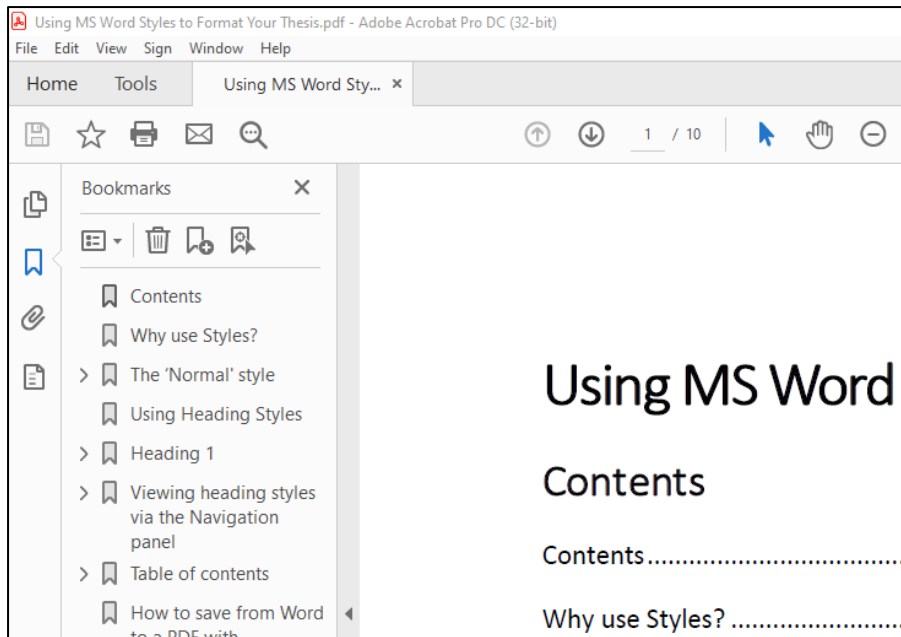 Using MS Word Styles to Format Your Thesis.pdf - Adobe Acrobat Pro DC (32-bit)
File Edit View Sign Window Help
Home Tools Using MS Word Sty... ×
1 / 10
Bookmarks
Contents
Why use Styles?
The ‘Normal' style
Using Heading Styles
Heading 1
Viewing heading styles
via the Navigation
panel
Table of contents
How to save from Word
to a PDF with
Using MS Word
Contents
Contents..............................
Why use Styles? ....................